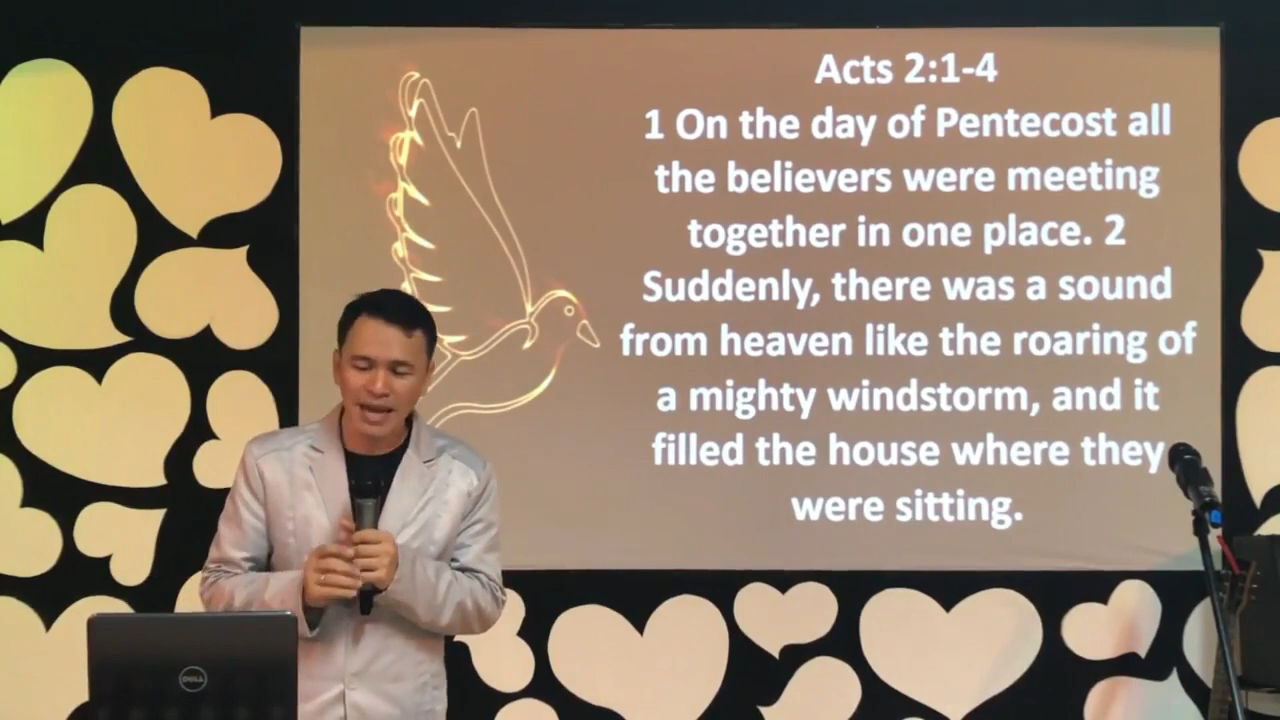 Acts 2:1-4
1 On the day of Pentecost all
the believers were meeting
together in one place. 2
Suddenly, there was a sound
from heaven like the roaring of
a mighty windstorm, and it
filled the house where they
were sitting.
DELL